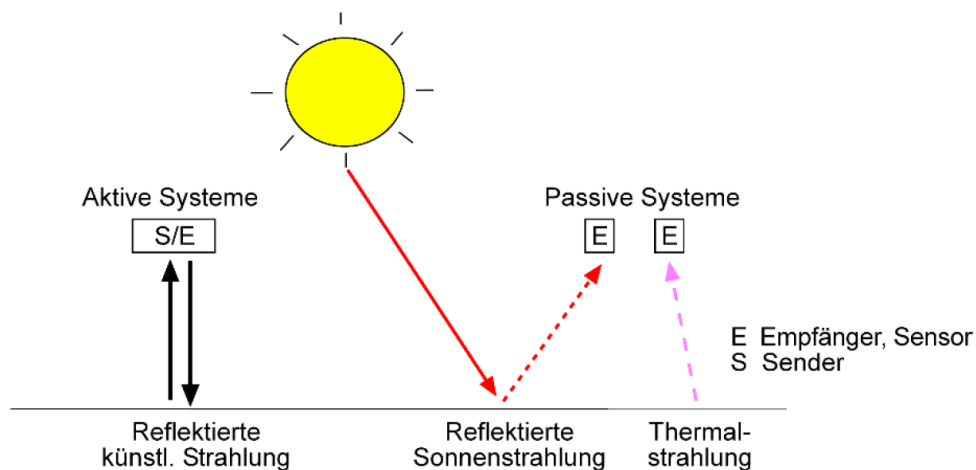 Aktive Systeme
S/E
Passive Systeme
E
E
E Empfänger, Sensor
S Sender
Reflektierte
künstl. Strahlung
Reflektierte
Sonnenstrahlung
Thermal-
strahlung